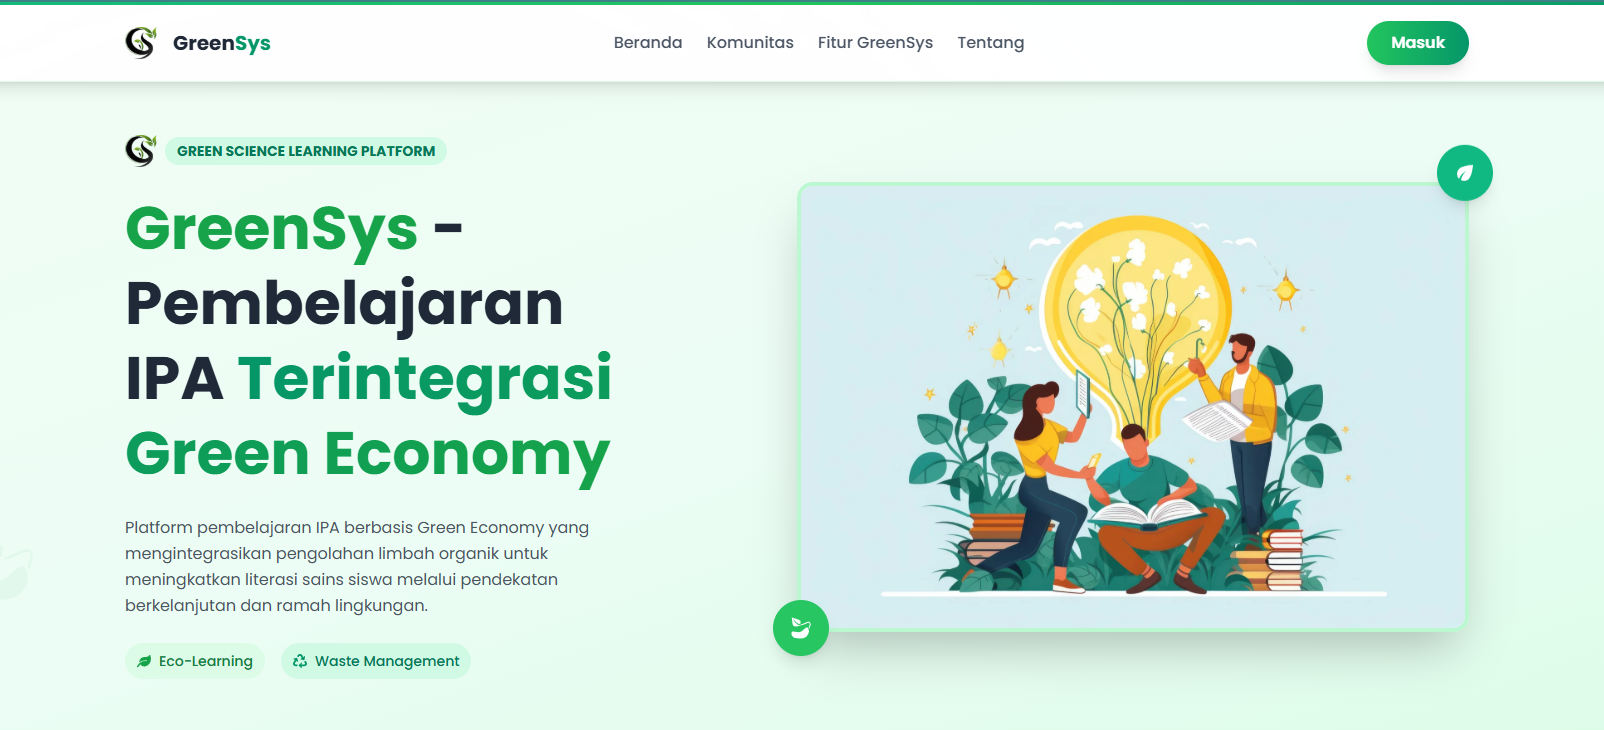 GreenSys
Beranda
Komunitas
Fitur GreenSys
Tentang
Masuk
GREEN SCIENCE LEARNING PLATFORM
GreenSys -
Pembelajaran
IPA Terintegrasi
Green Economy
Platform pembelajaran IPA berbasis Green Economy yang
mengintegrasikan pengolahan limbah organik untuk
meningkatkan literasi sains siswa melalui pendekatan
berkelanjutan dan ramah lingkungan.
Eco-Learning
Waste Management